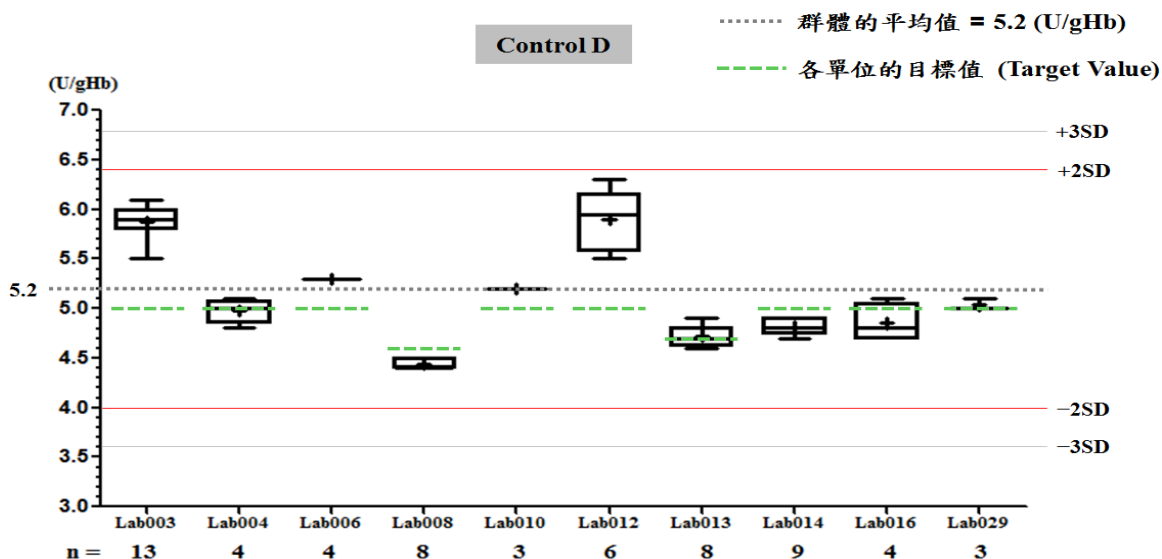 群體的平均值 = 5.2 (U/gHb)
Control D
各單位的目標值 (Target Value)
(U/gHb)
7.0
+3SD
6.5
+2SD
6.0
5.5
5.2
5.0
4.5
4.0
−2SD
−3SD
3.5
3.0
Lab003 Lab004 Lab006 Lab008 Lab010 Lab012 Lab013 Lab014 Lab016 Lab029
n = 13 4 4 8 3 6 8 9 4 3